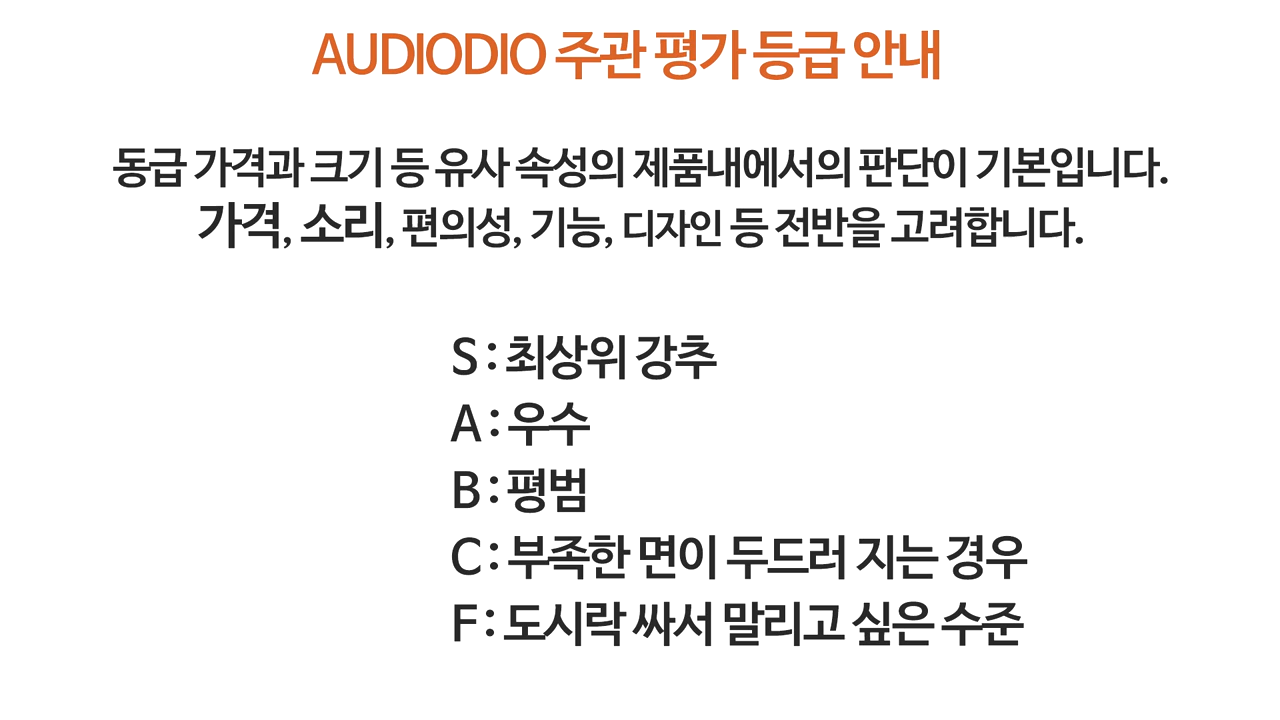 AUDIODIO 주관 평가 등급 안내
동급 가격과 크기 등 유사 속성의 제품내에서의 판단이 기본입니다.
가격, 소리, 편의성, 기능, 디자인 등 전반을 고려합니다.
S : 최상위 강추
A : 우수
B : 평범
C : 부족한 면이 두드러 지는 경우
F : 도시락 싸서 말리고 싶은 수준